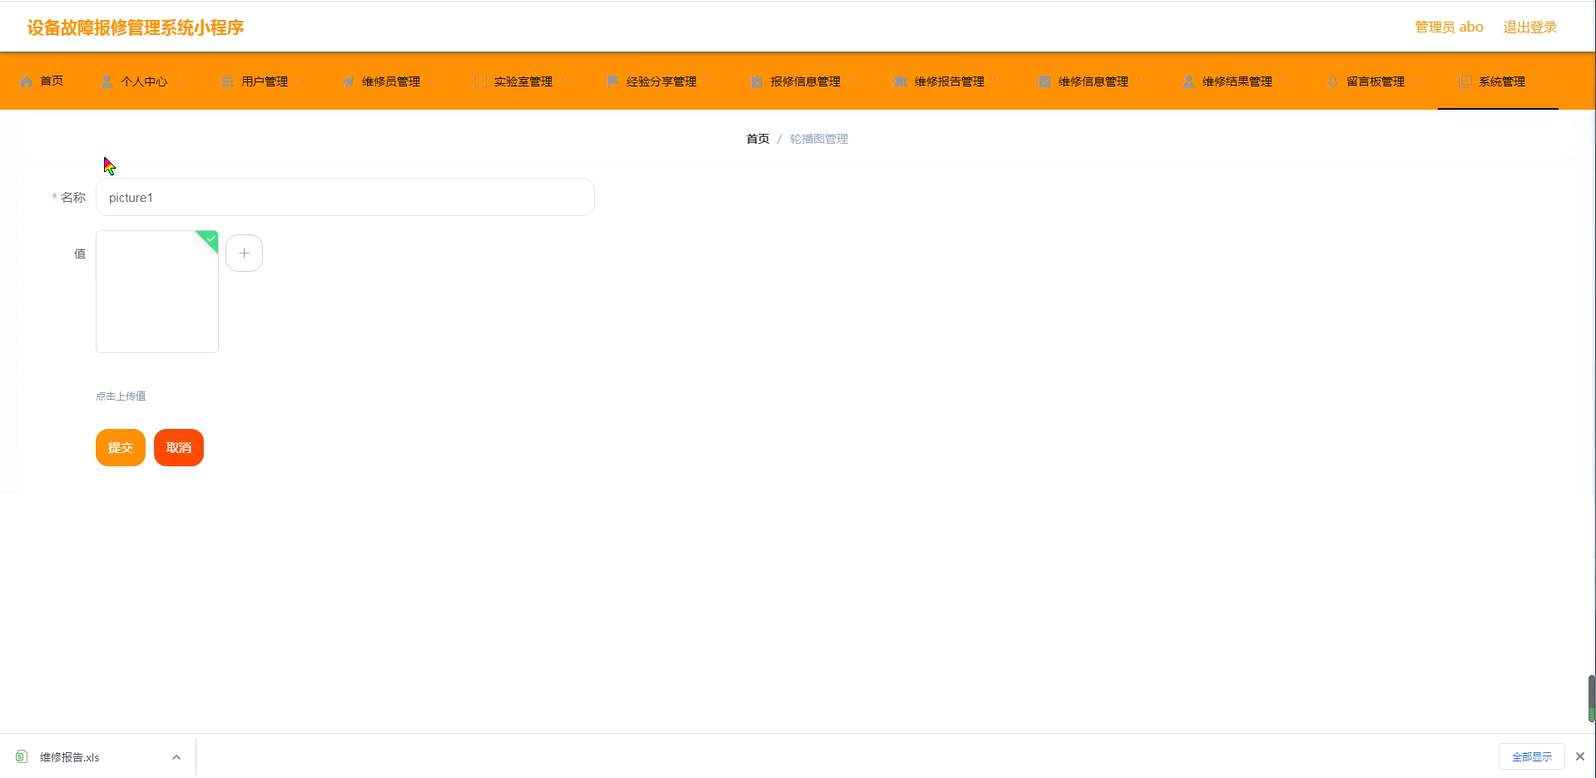 设备故障报修管理系统小程序
管理员 abo 退出登录
首页 个人中心 用户管理 维修员管理 实验室管理 经验分享管理 报修信息管理 维修报告管理 维修信息管理 维修结果管理 留言板管理 系统管理
首页 / 轮播图管理
* 名称 picture1
值
点击上传值
提交 取消
维修报告.xls 全部显示